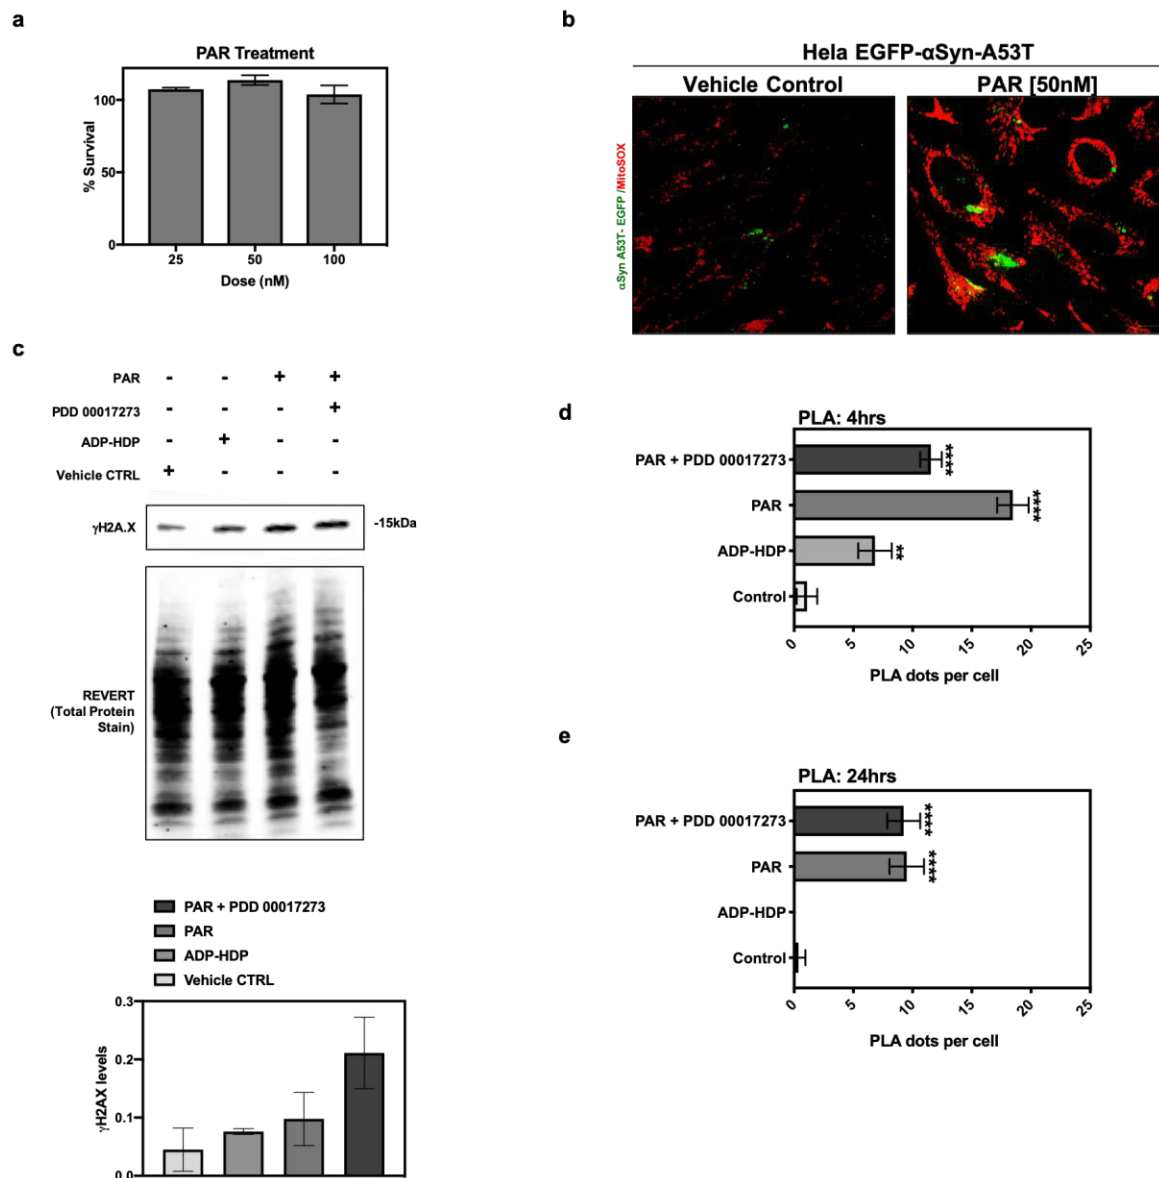 a
PAR Treatment
100
50
0
% Survival
25 50 100
Dose (nM)
b
Hela EGFP-αSyn-A53T
Vehicle Control PAR [50nM]
αSyn A53T- EGFP /MitoSOX
c
PAR - - + +
PDD 00017273 - - - +
ADP-HDP - + - -
Vehicle CTRL + - - -
γH2A.X
-15kDa
REVERT
(Total Protein
Stain)
PAR + PDD 00017273
PAR
ADP-HDP
Vehicle CTRL
0.3
0.2
0.1
0.0
γH2AX levels
d
PLA: 4hrs
PAR + PDD 00017273 ****
PAR ****
ADP-HDP **
Control
0 5 10 15 20 25
PLA dots per cell
e
PLA: 24hrs
PAR + PDD 00017273 ****
PAR ****
ADP-HDP
Control
0 5 10 15 20 25
PLA dots per cell